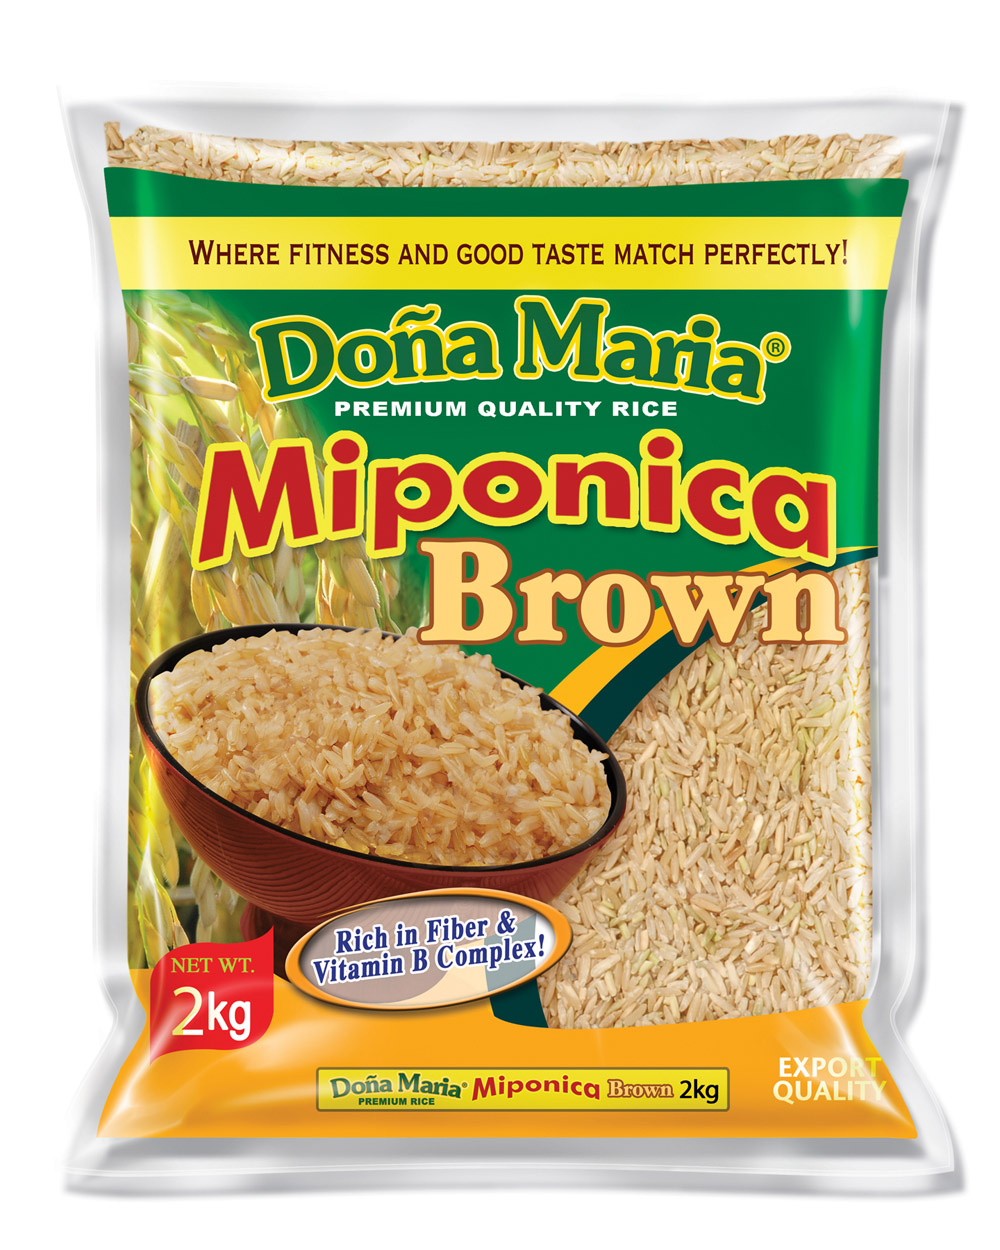 WHERE FITNESS AND GOOD TASTE MATCH PERFECTLY!
Doña Maria®
PREMIUM QUALITY RICE
Miponica
Brown
Rich in Fiber &
Vitamin B Complex!
NET WT.
2kg
EXPORT
QUALITY
Doña Maria® Miponica Brown 2kg
PREMIUM RICE